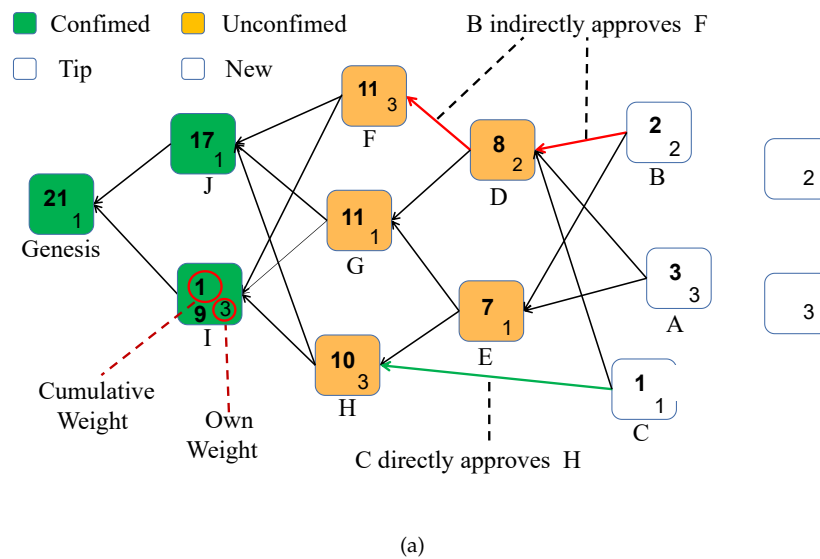 Confimed
Unconfimed
Tip
New
B indirectly approves F
11
3
F
17
1
J
2
2
B
8
2
D
2
21
1
Genesis
11
1
G
3
3
A
1
9
3
I
7
1
E
3
10
3
H
1
1
C
Cumulative
Weight
Own
Weight
C directly approves H
(a)